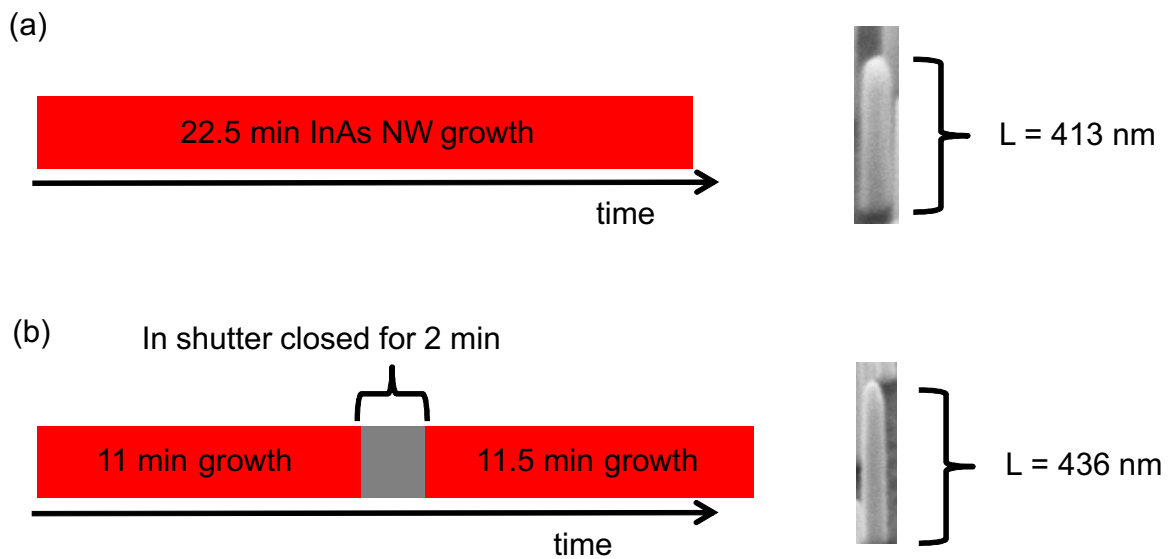 (a)
22.5 min InAs NW growth
L = 413 nm
time
(b)
In shutter closed for 2 min
11 min growth
11.5 min growth
L = 436 nm
time